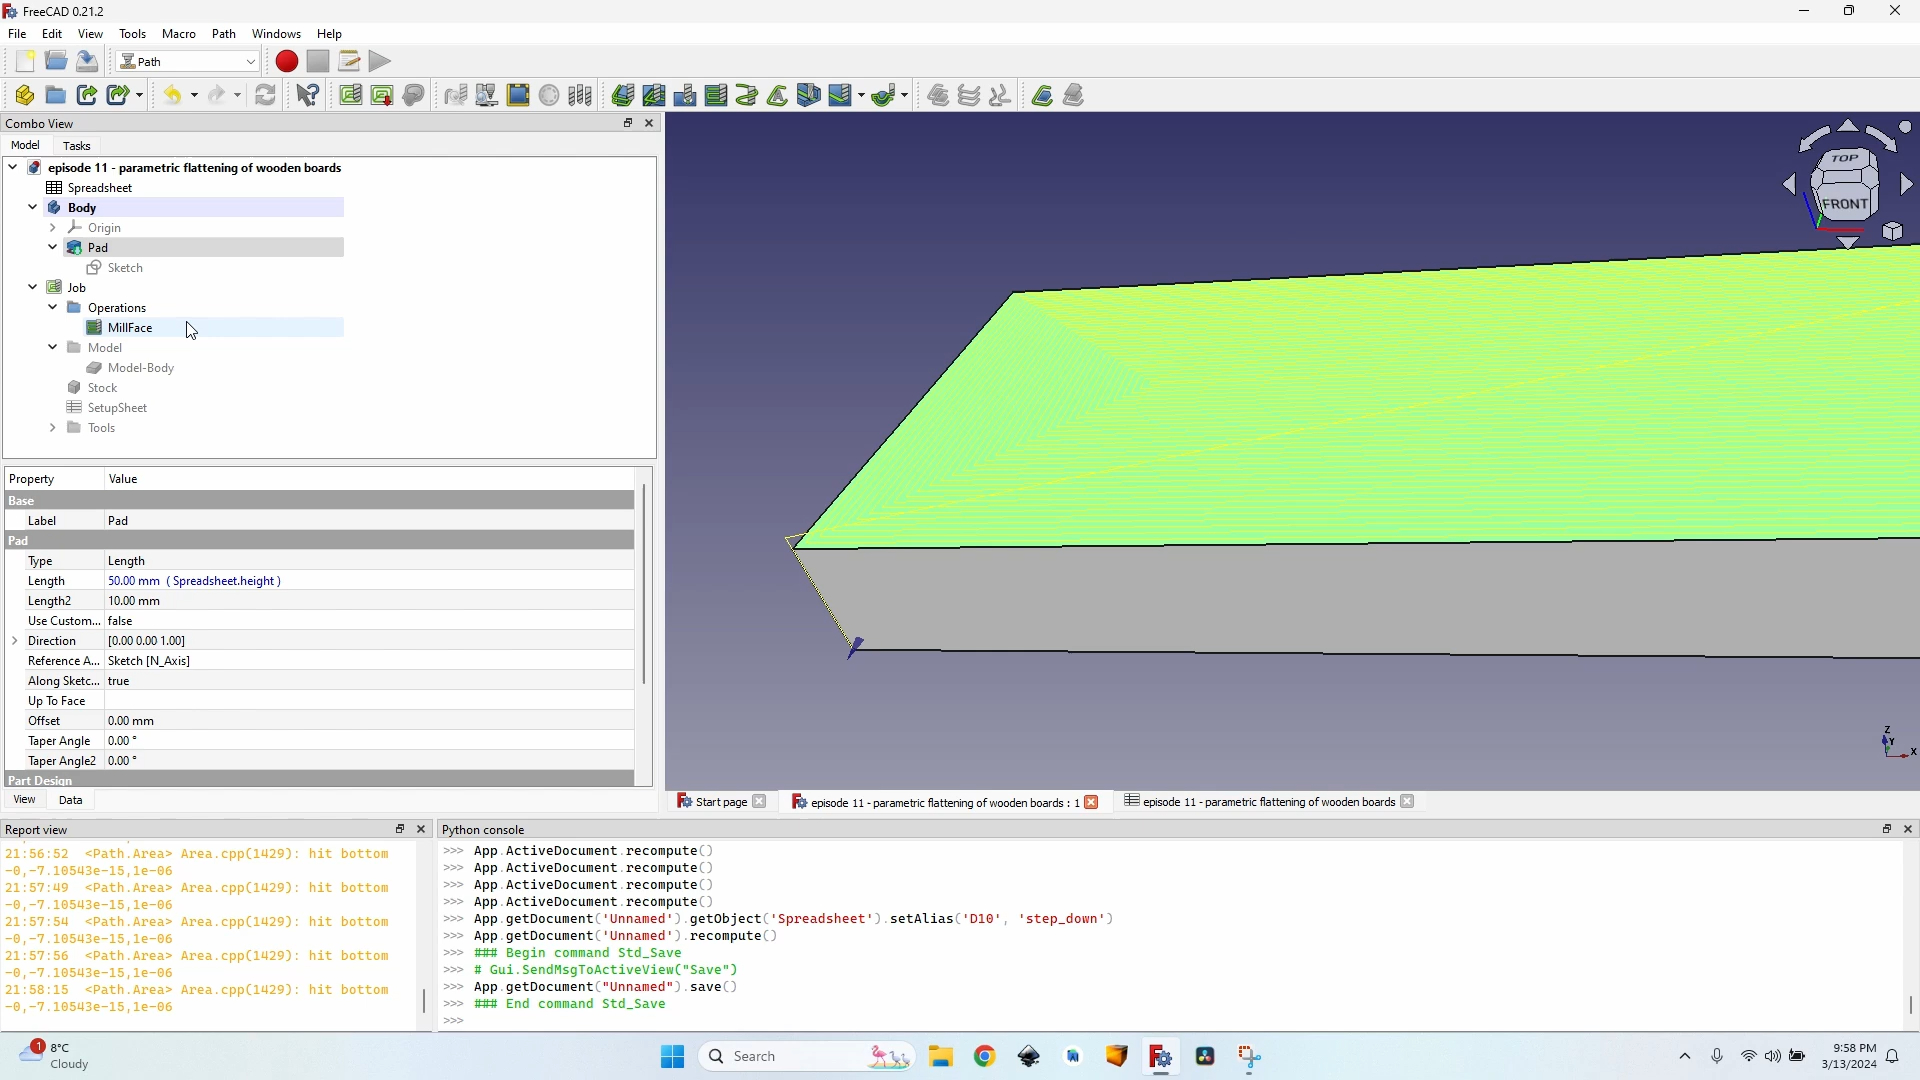 FreeCAD 0.21.2
File Edit View Tools Macro Path Windows Help
Path
Combo View
Model Tasks
episode 11 - parametric flattening of wooden boards
Spreadsheet
Body
Origin
Pad
Sketch
Job
Operations
MillFace
Model
Model-Body
Stock
SetupSheet
Tools
Property Value
Base
Label Pad
Pad
Type Length
Length 50.00 mm ( Spreadsheet.height )
Length2 10.00 mm
Use Custom... false
Direction [0.00 0.00 1.00]
Reference A... Sketch [N_Axis]
Along Sketc... true
Up To Face
Offset 0.00 mm
Taper Angle 0.00 °
Taper Angle2 0.00 °
Part Design
View Data
TOP
FRONT
Z
Y
X
Start page episode 11 - parametric flattening of wooden boards : 1 episode 11 - parametric flattening of wooden boards
Report view
21:56:52 <Path.Area> Area.cpp(1429): hit bottom
-0,-7.10543e-15,1e-06
21:57:49 <Path.Area> Area.cpp(1429): hit bottom
-0,-7.10543e-15,1e-06
21:57:54 <Path.Area> Area.cpp(1429): hit bottom
-0,-7.10543e-15,1e-06
21:57:56 <Path.Area> Area.cpp(1429): hit bottom
-0,-7.10543e-15,1e-06
21:58:15 <Path.Area> Area.cpp(1429): hit bottom
-0,-7.10543e-15,1e-06
Python console
>>> App.ActiveDocument.recompute()
>>> App.ActiveDocument.recompute()
>>> App.ActiveDocument.recompute()
>>> App.ActiveDocument.recompute()
>>> App.getDocument('Unnamed').getObject('Spreadsheet').setAlias('D10', 'step_down')
>>> App.getDocument('Unnamed').recompute()
>>> ### Begin command Std_Save
>>> # Gui.SendMsgToActiveView("Save")
>>> App.getDocument("Unnamed").save()
>>> ### End command Std_Save
>>>
1
8°C
Cloudy
Search
9:58 PM
3/13/2024